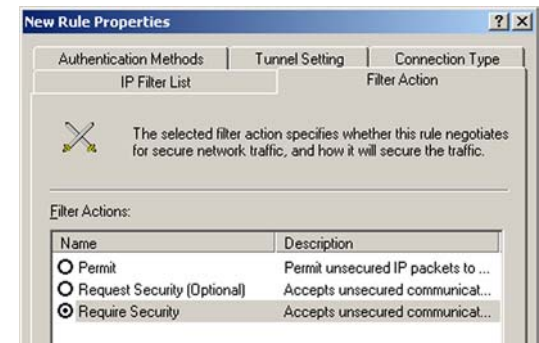 New Rule Properties
Authentication Methods Tunnel Setting Connection Type
IP Filter List Filter Action
The selected filter action specifies whether this rule negotiates
for secure network traffic, and how it will secure the traffic.
Filter Actions:
Name Description
Permit Permit unsecured IP packets to ...
Request Security (Optional) Accepts unsecured communicat...
Require Security Accepts unsecured communicat...